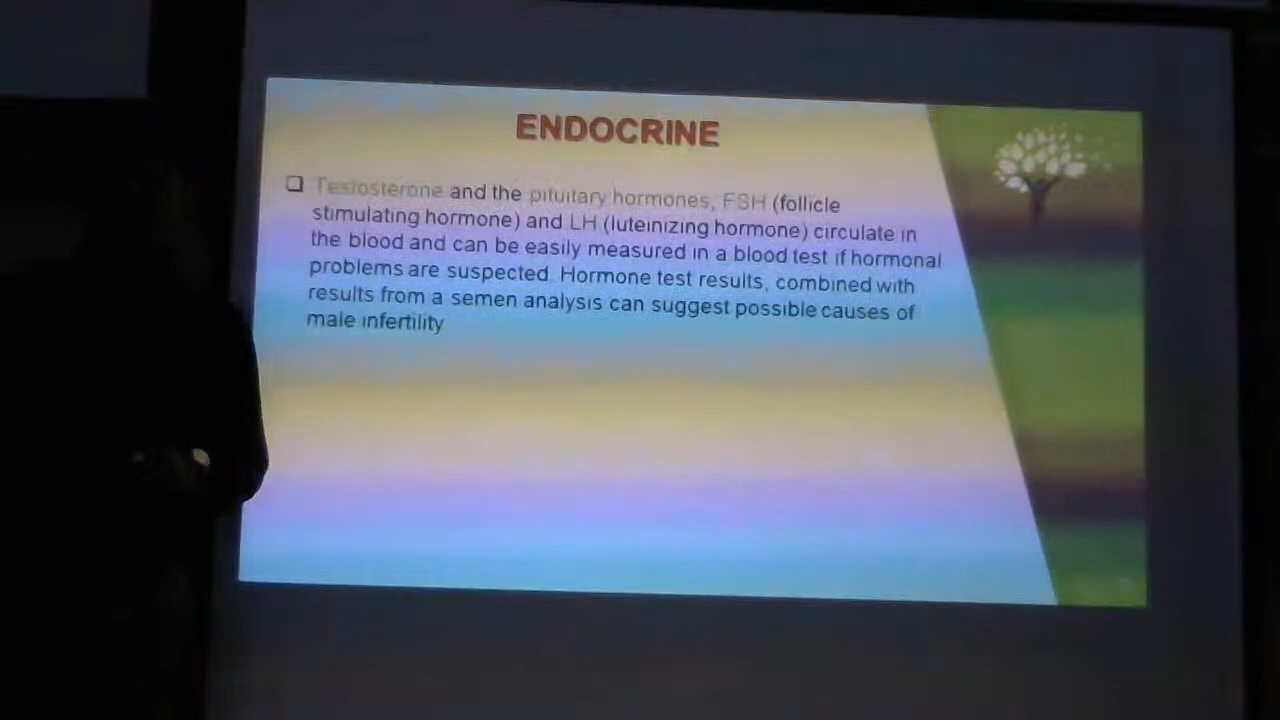 ENDOCRINE
❑ Testosterone and the pituitary hormones, FSH (follicle
stimulating hormone) and LH (luteinizing hormone) circulate in
the blood and can be easily measured in a blood test if hormonal
problems are suspected. Hormone test results, combined with
results from a semen analysis can suggest possible causes of
male infertility